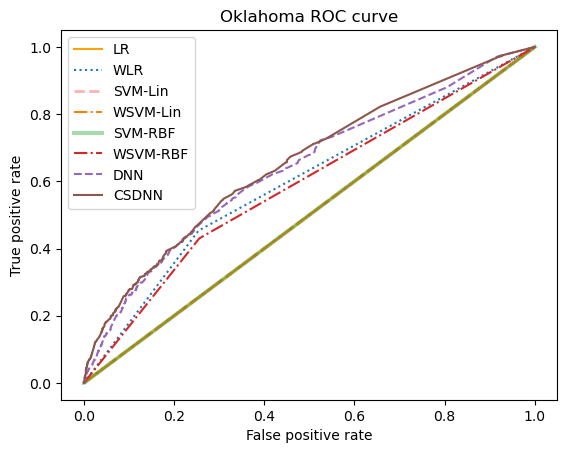 Oklahoma ROC curve
True positive rate
1.0
0.8
0.6
0.4
0.2
0.0
LR
WLR
SVM-Lin
WSVM-Lin
SVM-RBF
WSVM-RBF
DNN
CSDNN
0.0 0.2 0.4 0.6 0.8 1.0
False positive rate